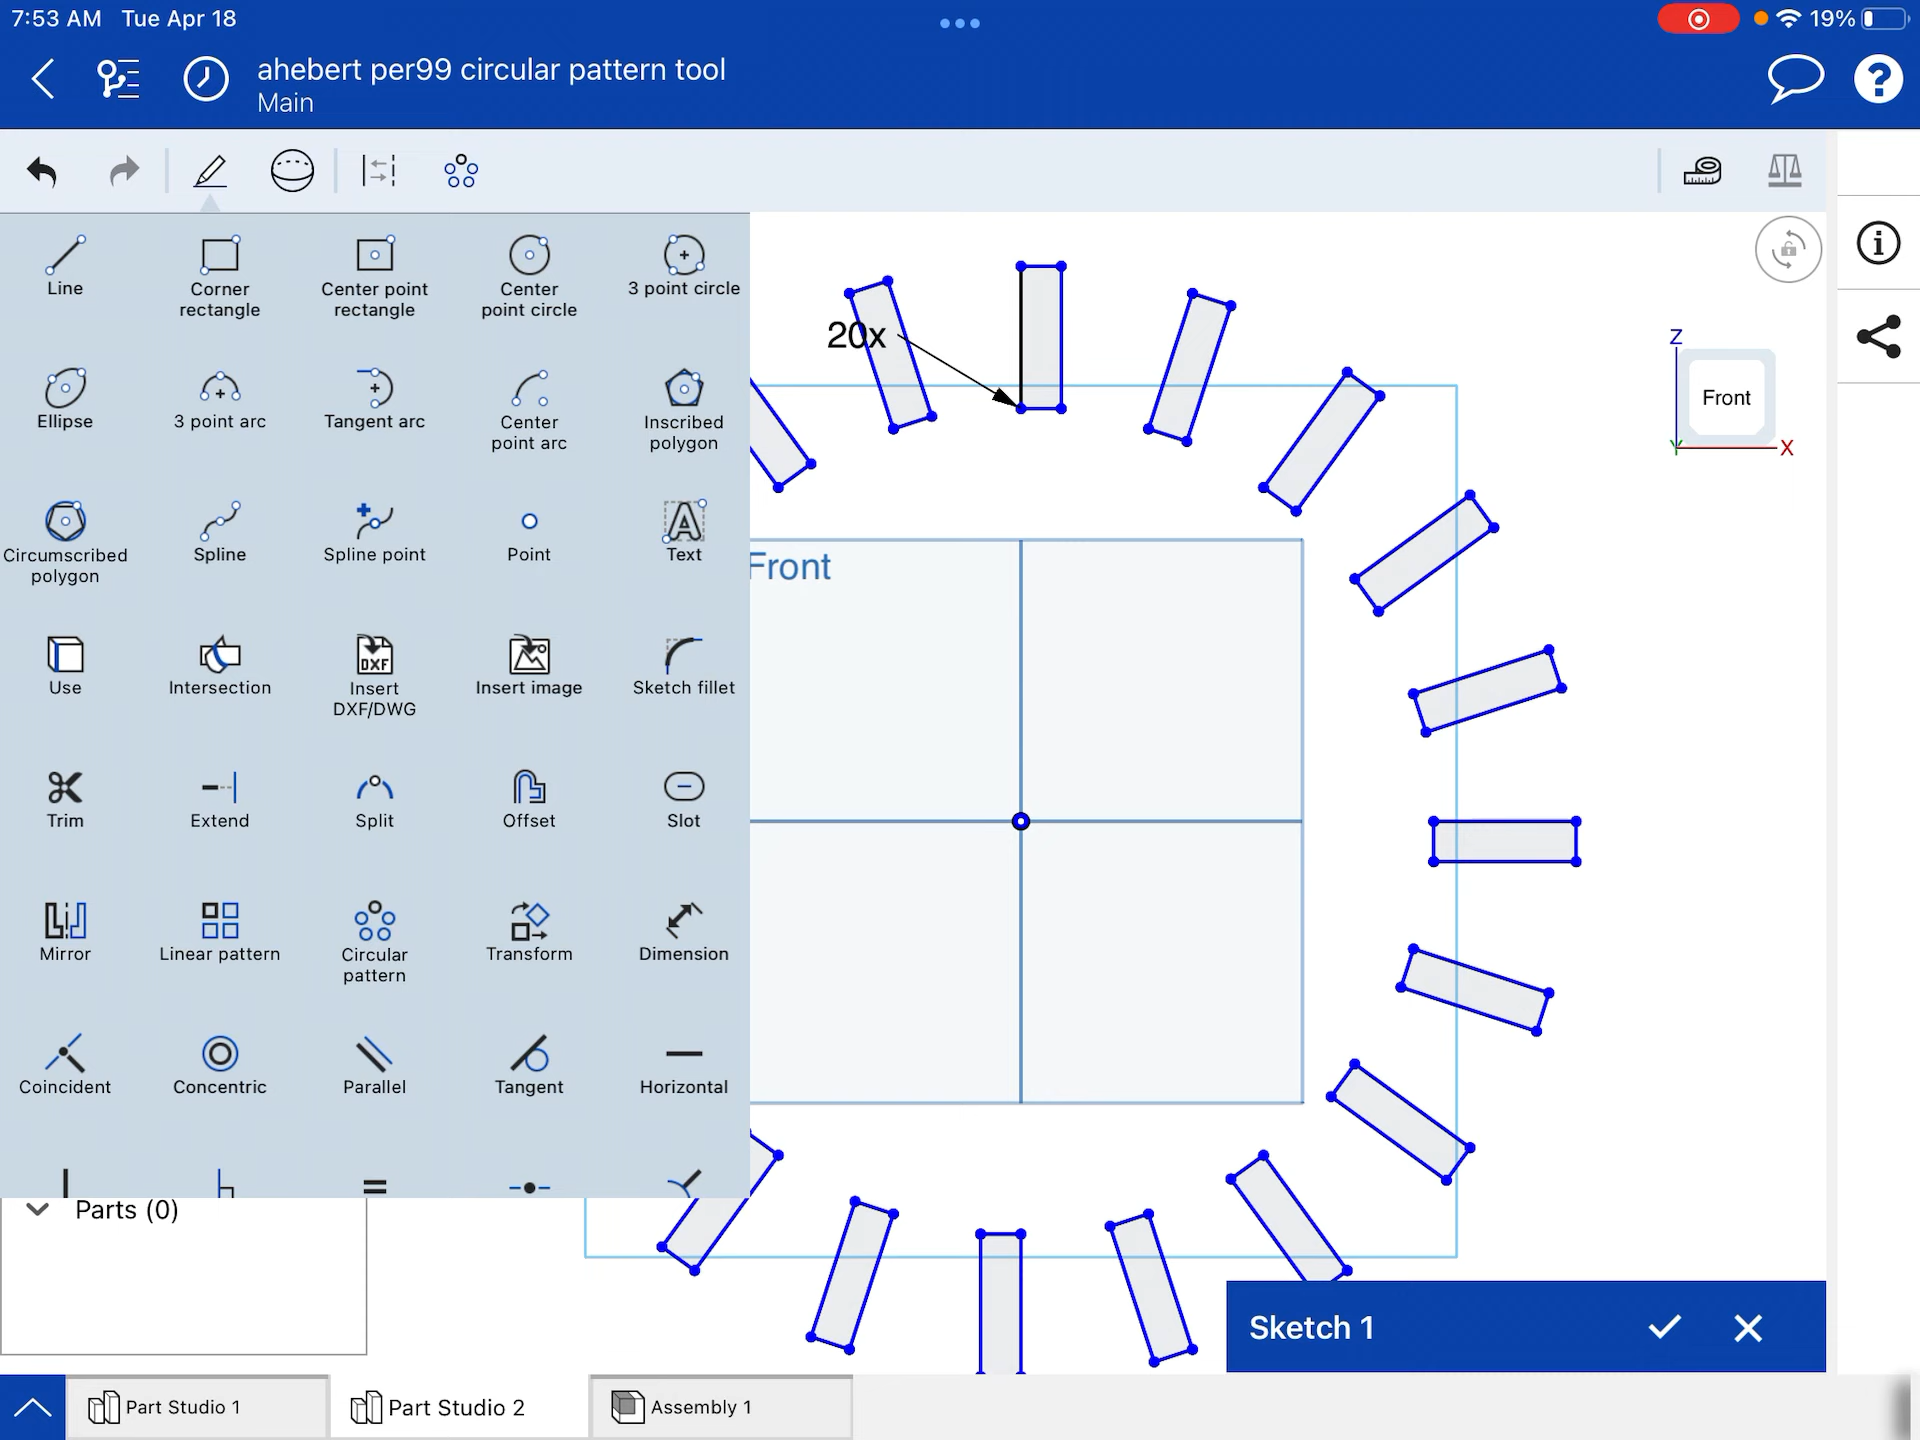 7:53 AM Tue Apr 18
19%
ahebert per99 circular pattern tool
Main
Line
Corner rectangle
Center point rectangle
Center point circle
3 point circle
Ellipse
3 point arc
Tangent arc
Center point arc
Inscribed polygon
Circumscribed polygon
Spline
Spline point
Point
Text
Use
Intersection
DXF
Insert DXF/DWG
Insert image
Sketch fillet
Trim
Extend
Split
Offset
Slot
Mirror
Linear pattern
Circular pattern
Transform
Dimension
Coincident
Concentric
Parallel
Tangent
Horizontal
20x
Front
Z
Front
Y
X
Parts (0)
Sketch 1
Part Studio 1
Part Studio 2
Assembly 1